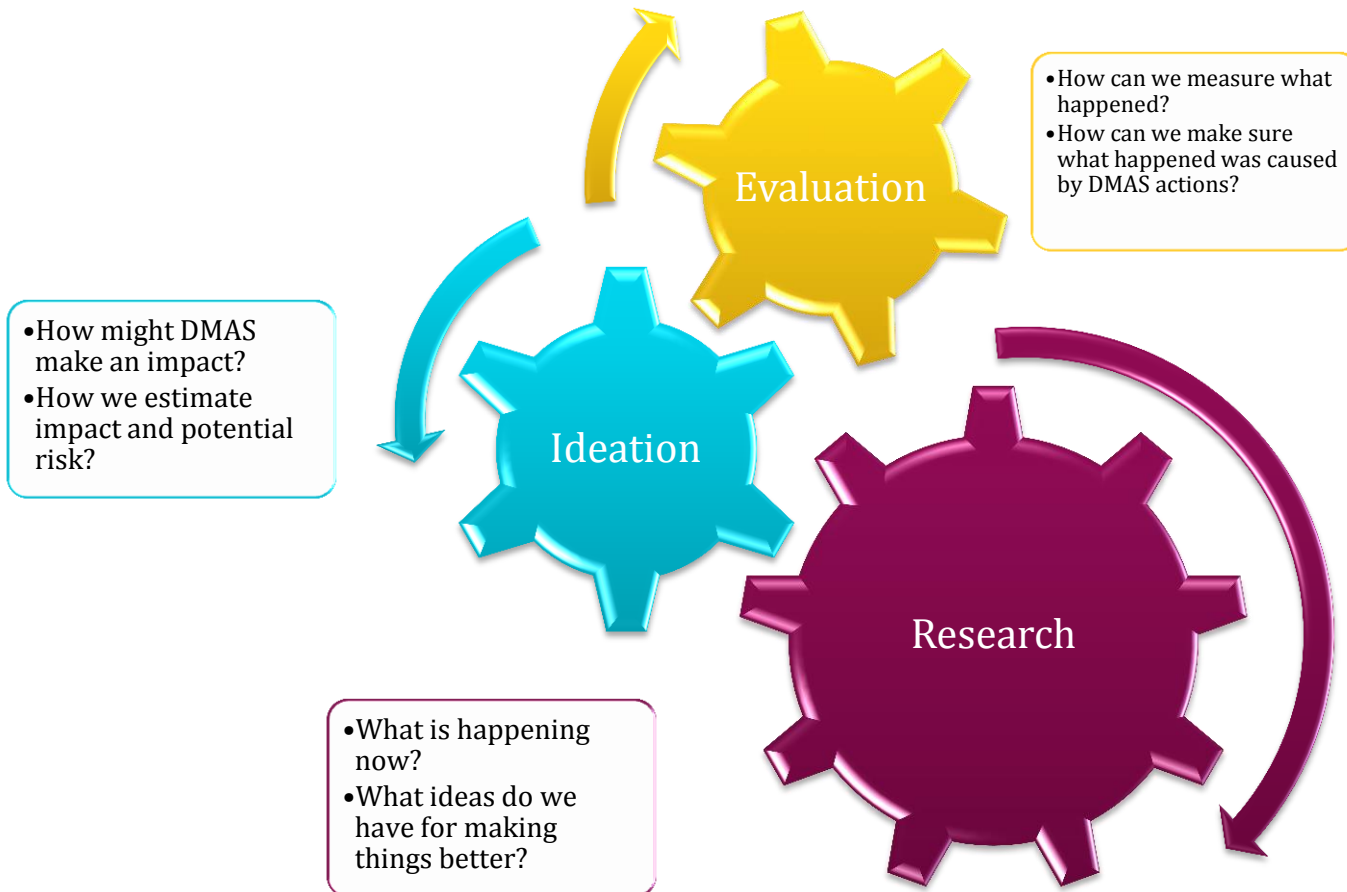 •How can we measure what
happened?
•How can we make sure
what happened was caused
by DMAS actions?
Evaluation
•How might DMAS
make an impact?
•How we estimate
impact and potential
risk?
Ideation
Research
•What is happening
now?
•What ideas do we
have for making
things better?